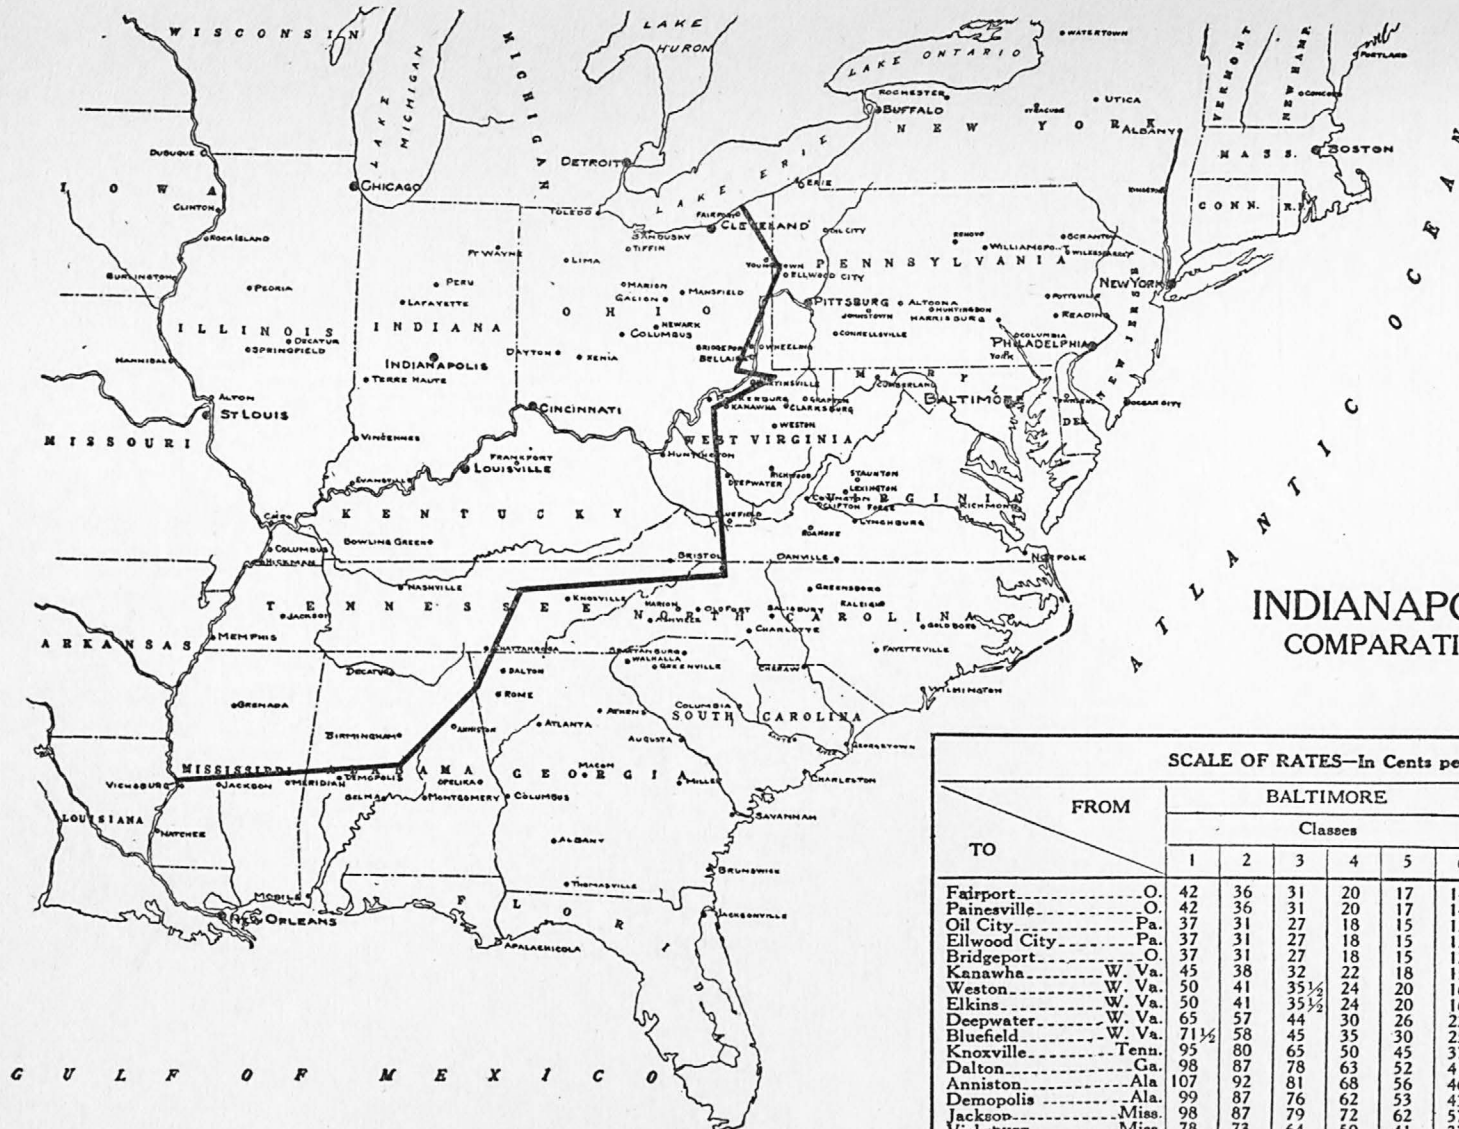 WISCONSIN
LAKE MICHIGAN
MICHIGAN
LAKE HURON
LAKE ONTARIO
WATERTOWN
VERMONT
NEW HAMP.
PORTLAND
CONCORD
ROCHESTER
BUFFALO
SYRACUSE
UTICA
NEW YORK
ALBANY
MASS.
BOSTON
DUBUQUE
DETROIT
LAKE ERIE
ERIE
IOWA
CHICAGO
KINGSTON
CONN.
R.I.
CLINTON
TOLEDO
FAIRPORT
CLEVELAND
OIL CITY
ROCK ISLAND
SANDUSKY
TIFFIN
RENOVO
SCRANTON
WILLIAMSPO
FT WAYNE
LIMA
YOUNGSTOWN
PENNSYLVANIA
WILKESBARRE
BURLINGTON
ELLWOOD CITY
PEORIA
PERU
MARION
MANSFIELD
NEW YORK
LAFAYETTE
GALION
PITTSBURG
ALTOONA
POTTSVILLE
OHIO
JOHNSTOWN
HUNTINGDON
HARRISBURG
READING
ILLINOIS
INDIANA
NEWARK
COLUMBUS
CONNELLSVILLE
COLUMBIA
NEW JERSEY
DECATUR
SPRINGFIELD
PHILADELPHIA
YORK
DAYTON
XENIA
BRIDGEPORT
WHEELING
BELLAIRE
HANNIBAL
INDIANAPOLIS
TERRE HAUTE
MARYL
CUMBERLAND
ALTON
ST LOUIS
CINCINNATI
KANAWHA
GRAFTON
CLARKSBURG
BALTIMORE
DEL
OCEAN CITY
ATLANTIC OCEAN
MISSOURI
VINCENNES
WESTON
WEST VIRGINIA
FRANKFORT
LOUISVILLE
HUNTINGTON
EVANSVILLE
RICHWOOD
DEEPWATER
STAUNTON
LEXINGTON
COVINGTON
CLIFTON FORGE
VIRGINIA
RICHMOND
CAIRO
KENTUCKY
BLUEFIELD
LYNCHBURG
ROANOKE
BOWLING GREEN
COLUMBUS
HICKMAN
BRISTOL
DANVILLE
NORFOLK
NASHVILLE
KNOXVILLE
GREENSBORO
TENNESSEE
MARION
OLD FORT
SALISBURY
RALEIGH
JACKSON
ASHVILLE
NORTH CAROLINA
GOLDSBORO
INDIANAPO
COMPARATI
MEMPHIS
CHARLOTTE
ARKANSAS
CHATTANOOGA
SPARTANBURG
WALHALLA
GREENVILLE
FAYETTEVILLE
DECATUR
DALTON
CHERAW
ROME
WILMINGTON
GRENADA
ATHENS
COLUMBIA
SOUTH CAROLINA
BIRMINGHAM
ANNISTON
ATLANTA
AUGUSTA
GEORGETOWN
MISSISSIPPI
ALABAMA
MACON
GEORGIA
MILLEN
CHARLESTON
VICKSBURG
JACKSON
MERIDIAN
DEMOPOLIS
OPELIKA
SELMA
MONTGOMERY
COLUMBUS
LOUISIANA
NATCHEZ
SAVANNAH
ALBANY
BRUNSWICK
THOMASVILLE
MOBILE
NEW ORLEANS
JACKSONVILLE
APALACHICOLA
FLORIDA
GULF OF MEXICO
SCALE OF RATES—In Cents pe
FROM
TO
BALTIMORE
Classes
1 2 3 4 5
Fairport O. 42 36 31 20 17
Painesville O. 42 36 31 20 17
Oil City Pa. 37 31 27 18 15
Ellwood City Pa. 37 31 27 18 15
Bridgeport O. 37 31 27 18 15
Kanawha W. Va. 45 38 32 22 18
Weston W. Va. 50 41 35½ 24 20
Elkins W. Va. 50 41 35½ 24 20
Deepwater W. Va. 65 57 44 30 26
Bluefield W. Va. 71½ 58 45 35 30
Knoxville Tenn. 95 80 65 50 45
Dalton Ga. 98 87 78 63 52
Anniston Ala 107 92 81 68 56
Demopolis Ala. 99 87 76 62 53
Jackson Miss. 98 87 79 72 62